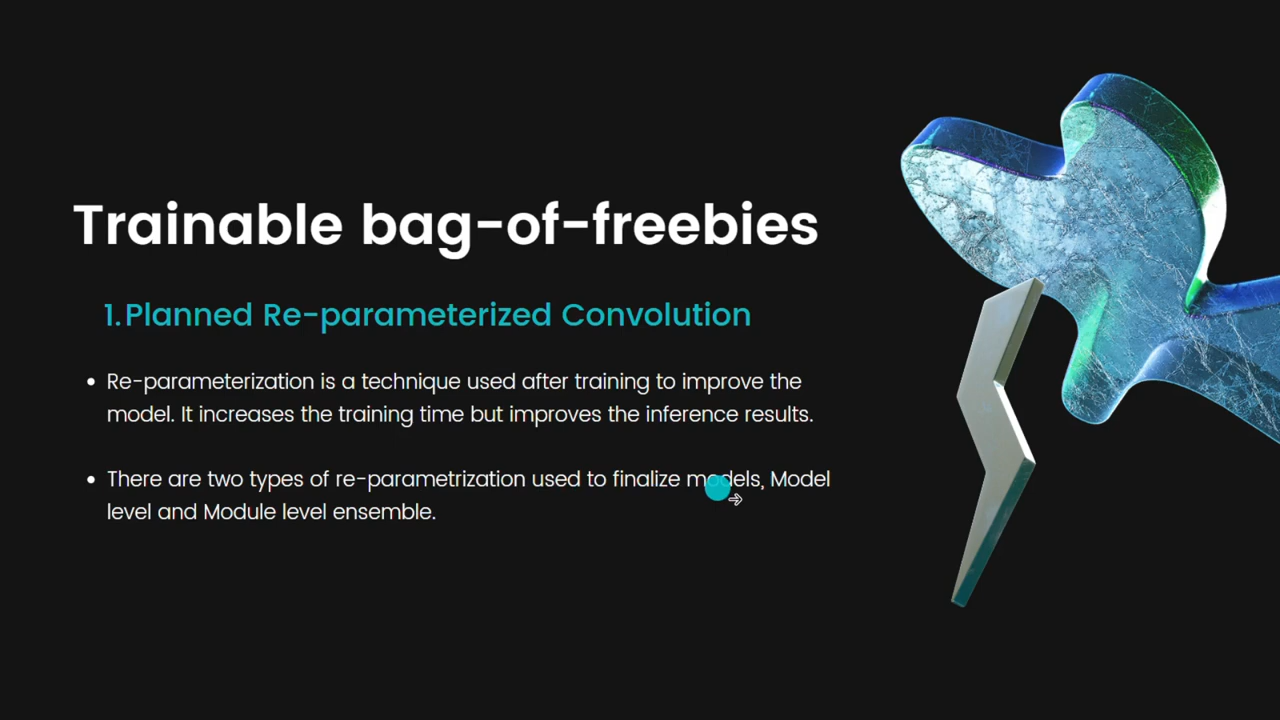 Trainable bag-of-freebies
1.Planned Re-parameterized Convolution
• Re-parameterization is a technique used after training to improve the
model. It increases the training time but improves the inference results.
• There are two types of re-parametrization used to finalize models, Model
level and Module level ensemble.